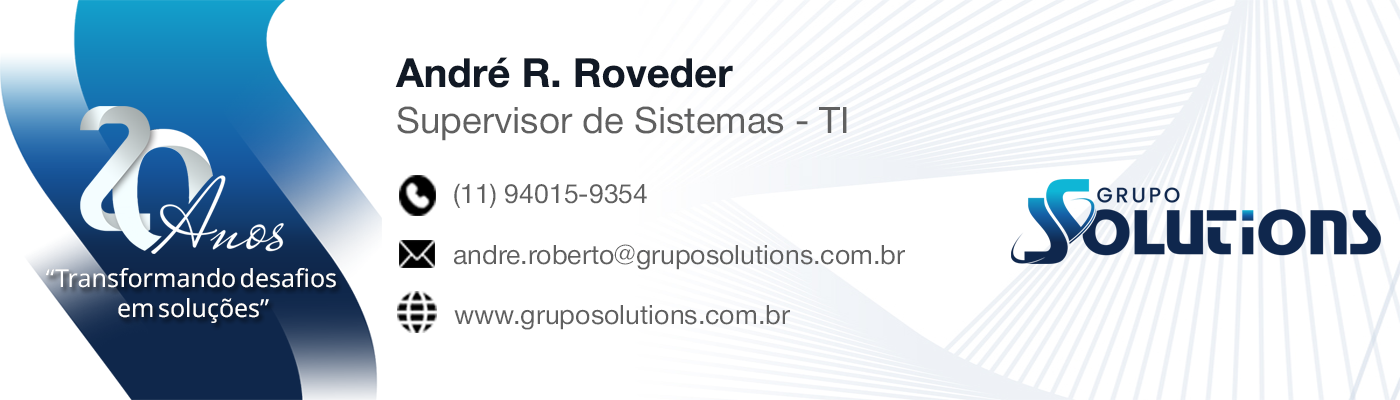 20
Anos
“Transformando desafios
em soluções”
André R. Roveder
Supervisor de Sistemas - TI
(11) 94015-9354
andre.roberto@gruposolutions.com.br
www.gruposolutions.com.br
GRUPO
SOLUTIONS